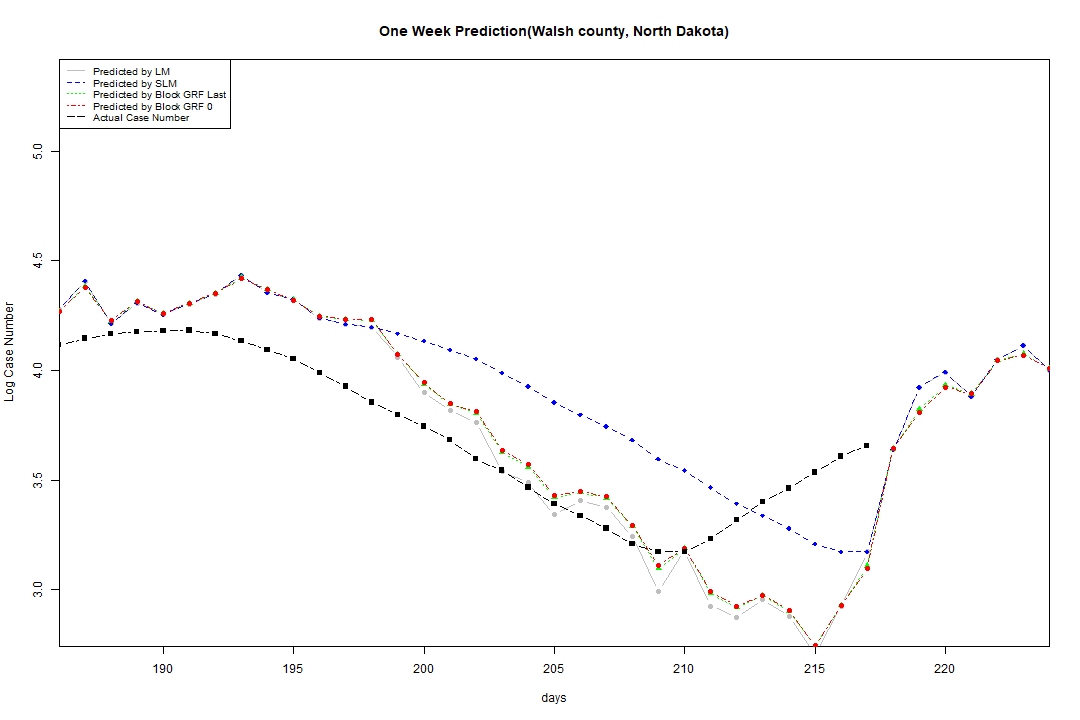 One Week Prediction(Walsh county, North Dakota)
Predicted by LM
Predicted by SLM
Predicted by Block GRF Last
Predicted by Block GRF 0
Actual Case Number
5.0
4.5
4.0
3.5
3.0
Log Case Number
190 195 200 205 210 215 220
days